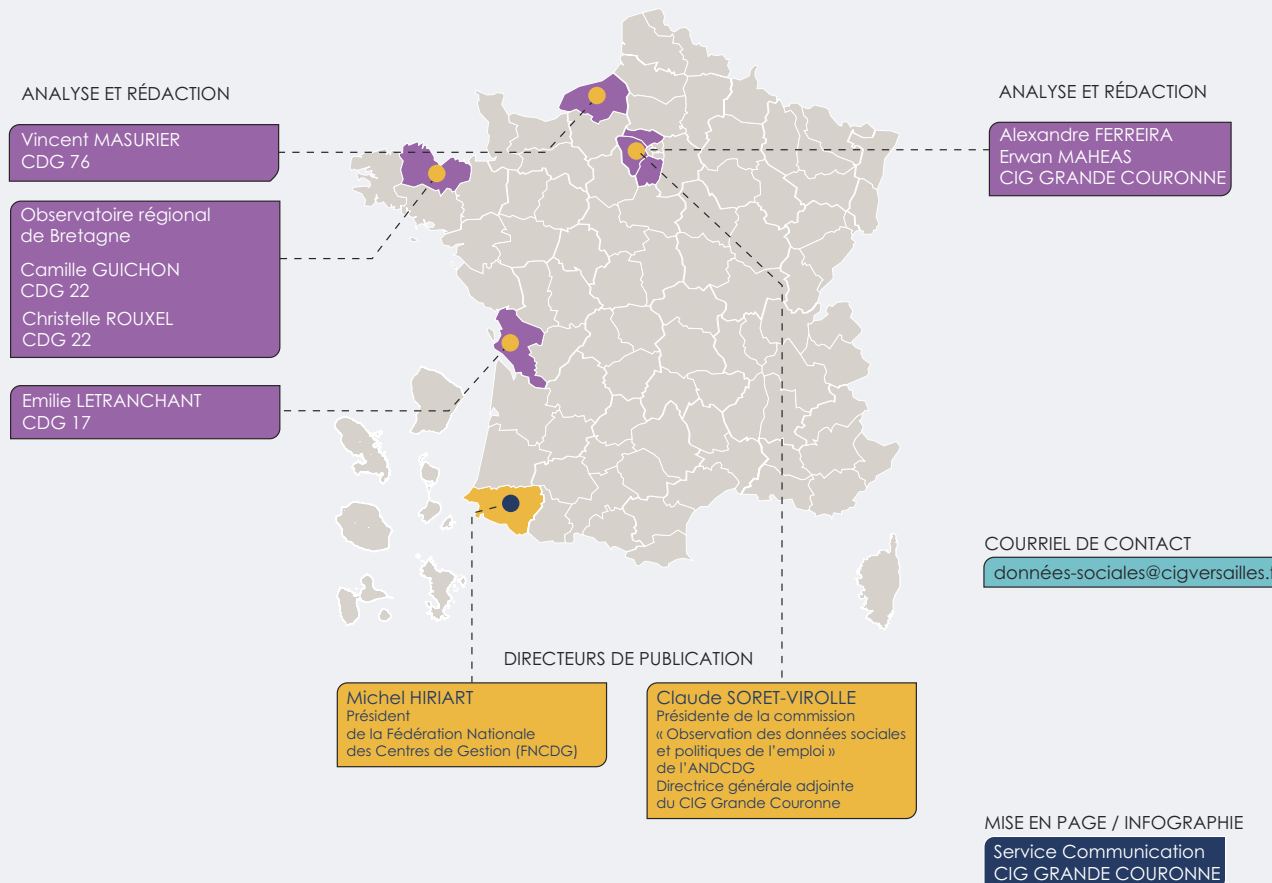 ANALYSE ET RÉDACTION
Vincent MASURIER
CDG 76
Observatoire régional
de Bretagne
Camille GUICHON
CDG 22
Christelle ROUXEL
CDG 22
Emilie LETRANCHANT
CDG 17
ANALYSE ET RÉDACTION
Alexandre FERREIRA
Erwan MAHEAS
CIG GRANDE COURONNE
COURRIEL DE CONTACT
données-sociales@cigversailles.f
DIRECTEURS DE PUBLICATION
Michel HIRIART
Président
de la Fédération Nationale
des Centres de Gestion (FNCDG)
Claude SORET-VIROLLE
Présidente de la commission
« Observation des données sociales
et politiques de l'emploi »
de l'ANDCDG
Directrice générale adjointe
du CIG Grande Couronne
MISE EN PAGE / INFOGRAPHIE
Service Communication
CIG GRANDE COURONNE